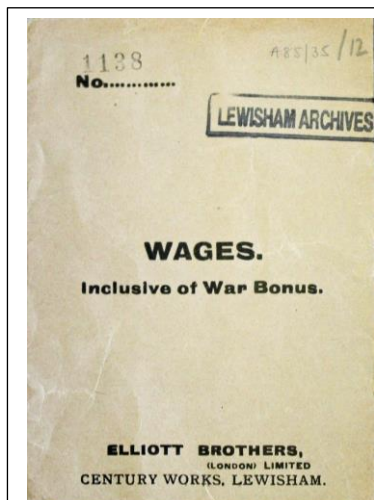 1138
A85/35/12
No.............
LEWISHAM ARCHIVES
WAGES.
Inclusive of War Bonus.
ELLIOTT BROTHERS,
(LONDON) LIMITED
CENTURY WORKS, LEWISHAM.